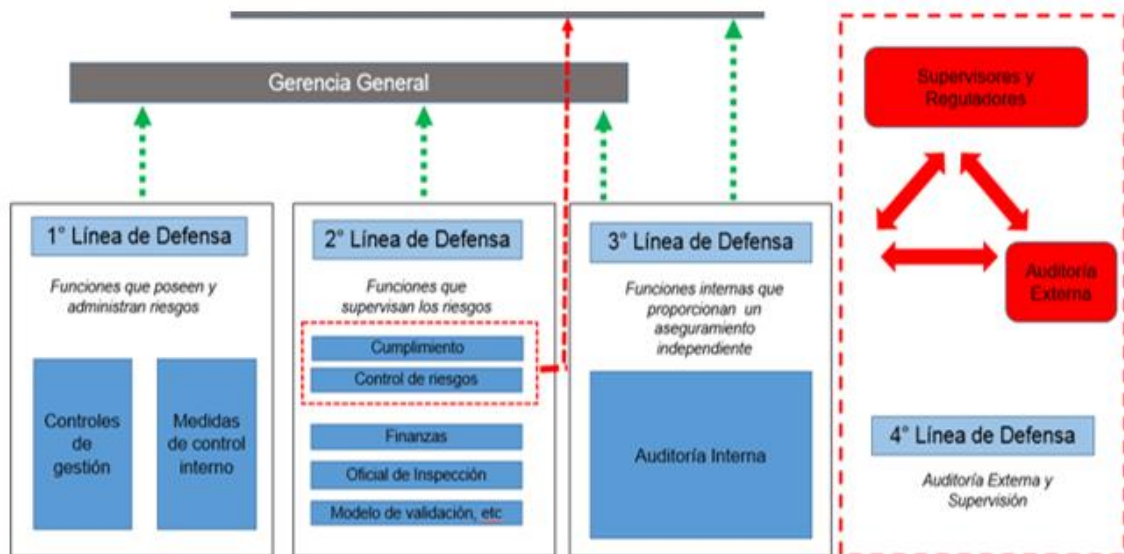 Gerencia General
Supervisores y
Reguladores
Auditoría
Externa
1° Línea de Defensa
Funciones que poseen y
administran riesgos
Controles
de
gestión
Medidas
de control
interno
2° Línea de Defensa
Funciones que
supervisan los riesgos
Cumplimiento
Control de riesgos
Finanzas
Oficial de Inspección
Modelo de validación, etc
3° Línea de Defensa
Funciones internas que
proporcionan un
aseguramiento
independiente
Auditoría Interna
4° Línea de Defensa
Auditoría Externa y
Supervisión